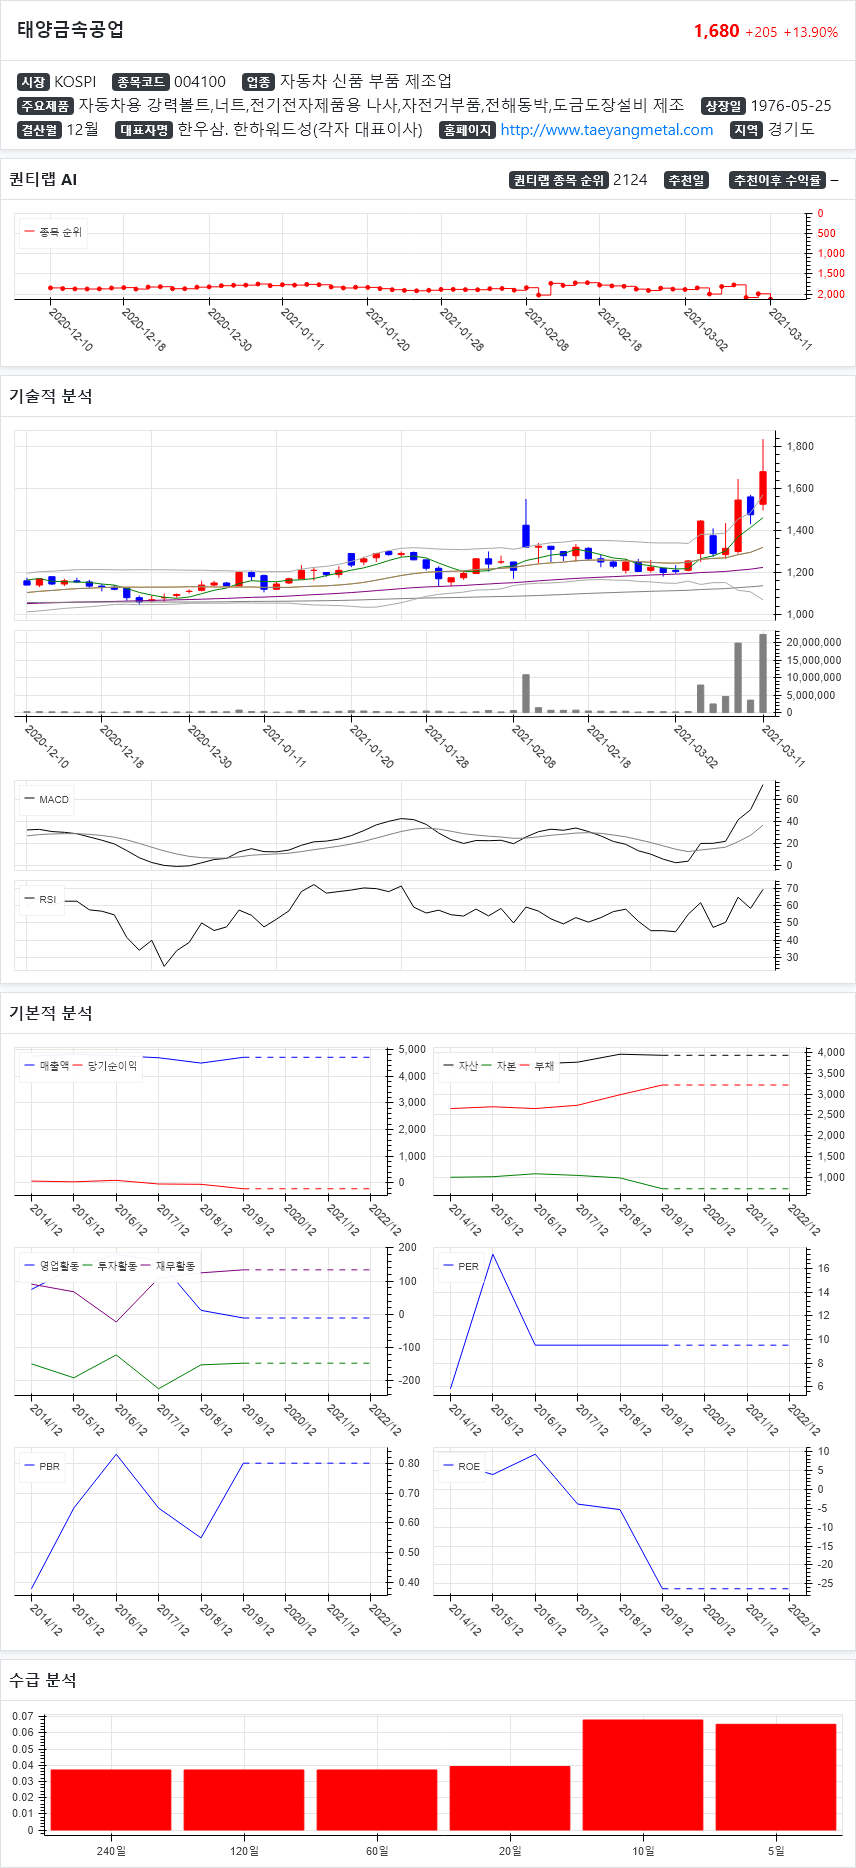 태양금속공업
1,680 +205 +13.90%
시장 KOSPI 종목코드 004100 업종 자동차 신품 부품 제조업
주요제품 자동차용 강력볼트,너트,전기전자제품용 나사,자전거부품,전해동박,도금도장설비 제조 상장일 1976-05-25
결산월 12월 대표자명 한우삼. 한하워드성(각자 대표이사) 홈페이지 http://www.taeyangmetal.com 지역 경기도
퀀티랩 AI
퀀티랩 종목 순위 2124 추천일 추천이후 수익률 –
종목 순위
0
500
1,000
1,500
2,000
2020-12-10 2020-12-18 2020-12-30 2021-01-11 2021-01-20 2021-01-28 2021-02-08 2021-02-18 2021-03-02 2021-03-11
기술적 분석
1,800
1,600
1,400
1,200
1,000
20,000,000
15,000,000
10,000,000
5,000,000
0
2020-12-10 2020-12-18 2020-12-30 2021-01-11 2021-01-20 2021-01-28 2021-02-08 2021-02-18 2021-03-02 2021-03-11
MACD
60
40
20
0
RSI
70
60
50
40
30
기본적 분석
매출액 당기순이익
5,000
4,000
3,000
2,000
1,000
0
2014/12 2015/12 2016/12 2017/12 2018/12 2019/12 2020/12 2021/12 2022/12
자산 자본 부채
4,000
3,500
3,000
2,500
2,000
1,500
1,000
2014/12 2015/12 2016/12 2017/12 2018/12 2019/12 2020/12 2021/12 2022/12
영업활동 투자활동 재무활동
200
100
0
-100
-200
2014/12 2015/12 2016/12 2017/12 2018/12 2019/12 2020/12 2021/12 2022/12
PER
16
14
12
10
8
6
2014/12 2015/12 2016/12 2017/12 2018/12 2019/12 2020/12 2021/12 2022/12
PBR
0.80
0.70
0.60
0.50
0.40
2014/12 2015/12 2016/12 2017/12 2018/12 2019/12 2020/12 2021/12 2022/12
ROE
10
5
0
-5
-10
-15
-20
-25
2014/12 2015/12 2016/12 2017/12 2018/12 2019/12 2020/12 2021/12 2022/12
수급 분석
0.07
0.06
0.05
0.04
0.03
0.02
0.01
0
240일 120일 60일 20일 10일 5일